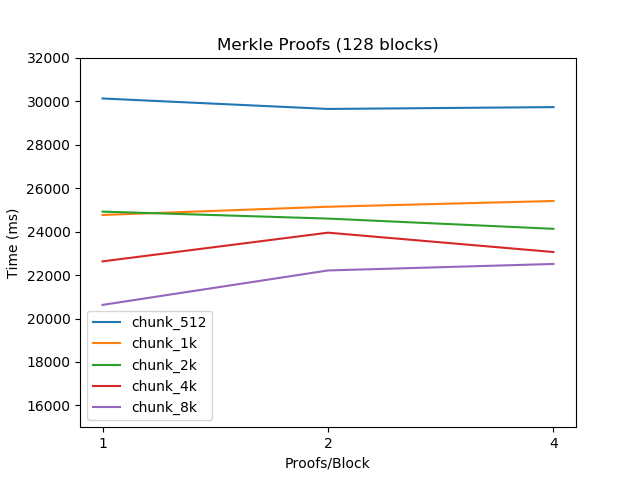 Merkle Proofs (128 blocks)
32000
30000
28000
26000
24000
22000
20000
18000
16000
Time (ms)
chunk_512
chunk_1k
chunk_2k
chunk_4k
chunk_8k
1
2
4
Proofs/Block